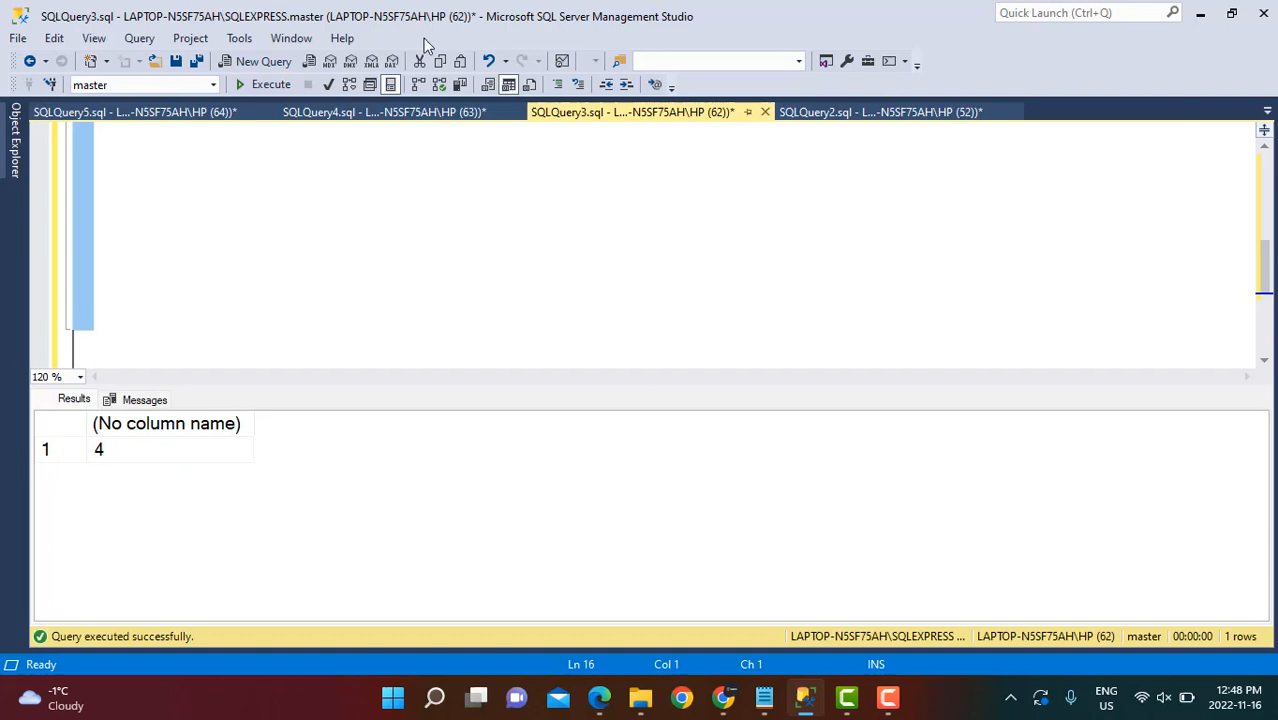 SQLQuery3.sql - LAPTOP-N5SF75AH\SQLEXPRESS.master (LAPTOP-N5SF75AH\HP (62))* - Microsoft SQL Server Management Studio
Quick Launch (Ctrl+Q)
File Edit View Query Project Tools Window Help
New Query MDX DMX XMLA DAX
master Execute
SQLQuery5.sql - L...-N5SF75AH\HP (64))* SQLQuery4.sql - L...-N5SF75AH\HP (63))* SQLQuery3.sql - L...-N5SF75AH\HP (62))* SQLQuery2.sql - L...-N5SF75AH\HP (52))*
Object Explorer
120 %
Results Messages
(No column name)
1 4
Query executed successfully. LAPTOP-N5SF75AH\SQLEXPRESS ... LAPTOP-N5SF75AH\HP (62) master 00:00:00 1 rows
Ready Ln 16 Col 1 Ch 1 INS
-1°C
Cloudy
ENG
US
12:48 PM
2022-11-16